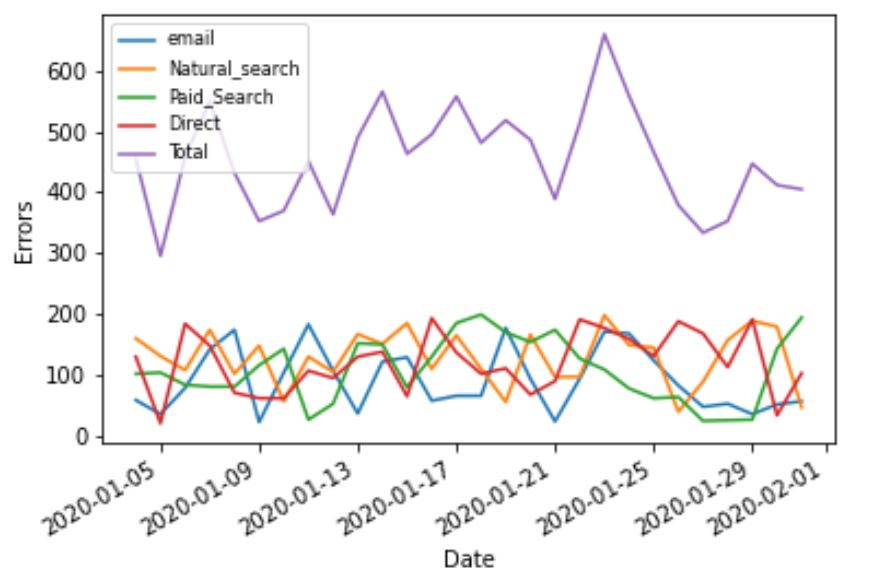 email
Natural_search
Paid_Search
Direct
Total
600
500
400
300
200
100
0
Errors
2020-01-05
2020-01-09
2020-01-13
2020-01-17
2020-01-21
2020-01-25
2020-01-29
2020-02-01
Date